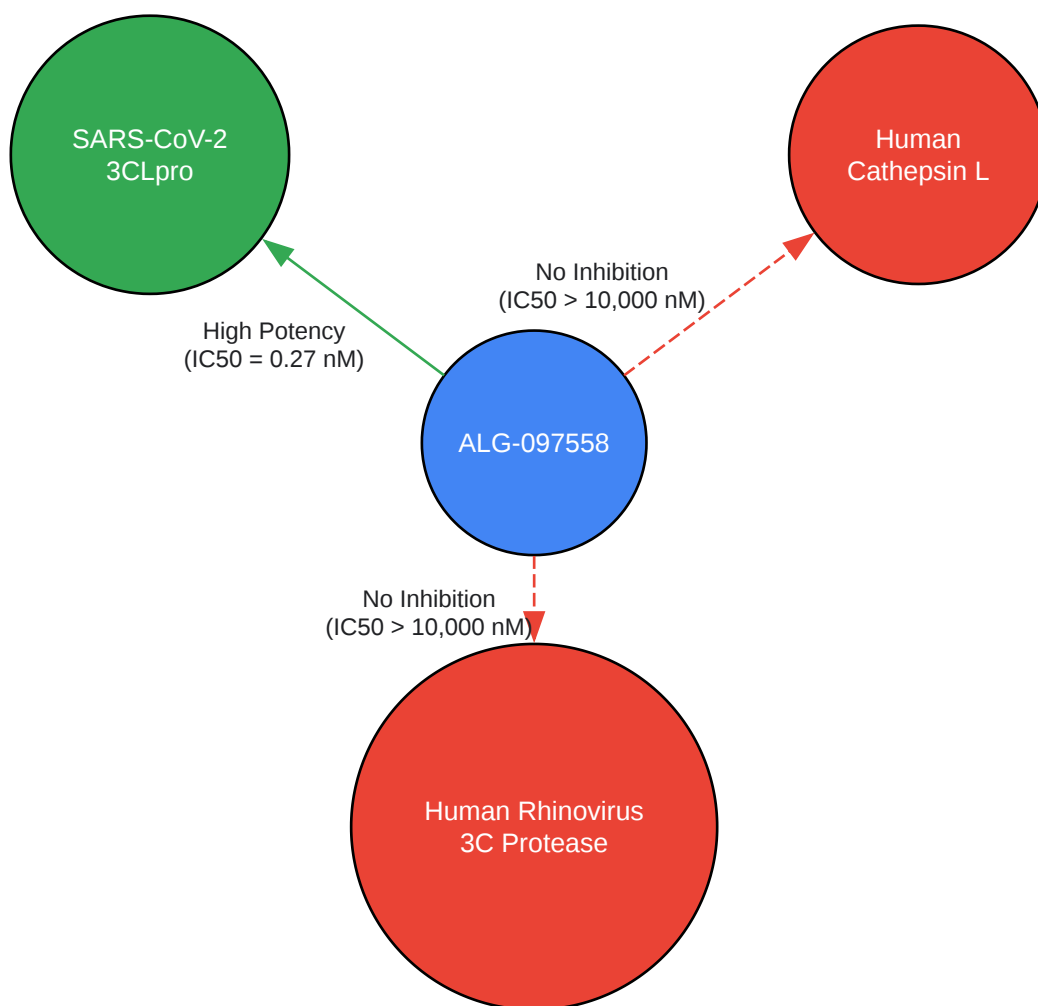 SARS-CoV-2
3CLpro
Human
Cathepsin L
No Inhibition
(IC50 > 10,000 nM)
High Potency
(IC50 = 0.27 nM)
ALG-097558
No Inhibition
(IC50 > 10,000 nM)
Human Rhinovirus
3C Protease